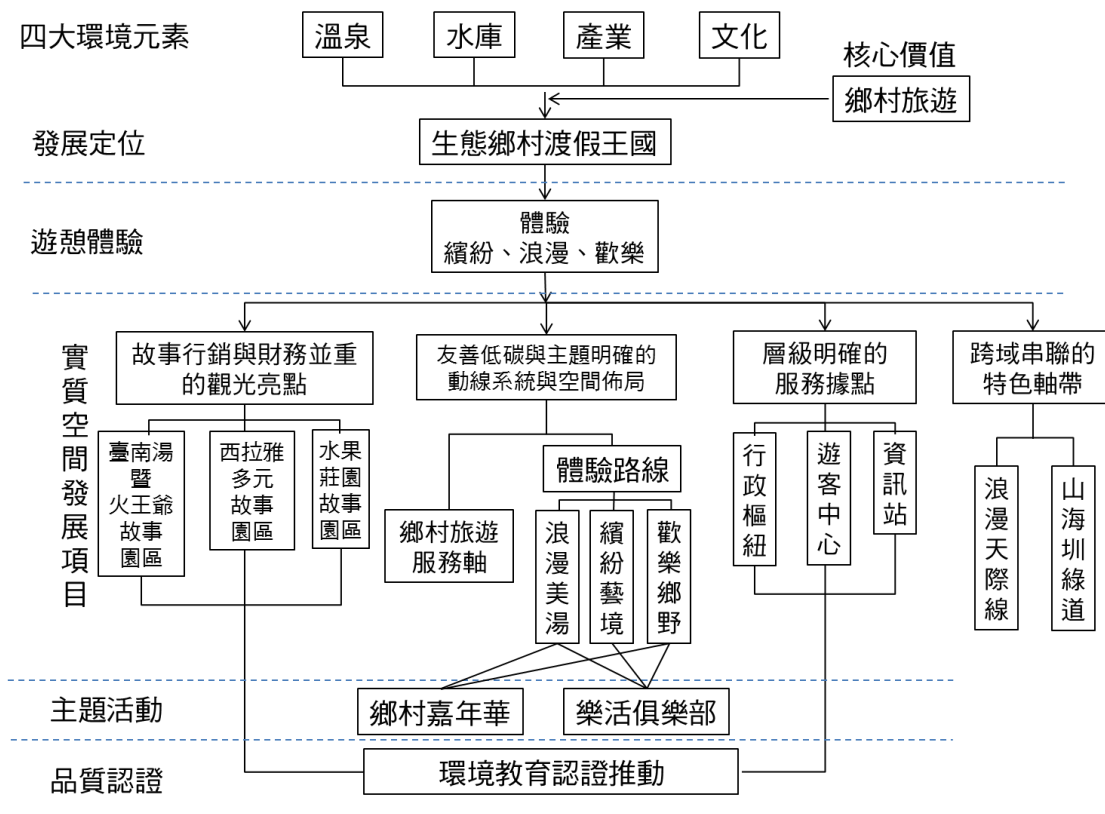 四大環境元素
溫泉
水庫
產業
文化
核心價值
鄉村旅遊
發展定位
生態鄉村渡假王國
遊憩體驗
體驗
繽紛、浪漫、歡樂
實質空間發展項目
故事行銷與財務並重
的觀光亮點
友善低碳與主題明確的
動線系統與空間佈局
層級明確的
服務據點
跨域串聯的
特色軸帶
臺南湯
暨
火王爺
故事
園區
西拉雅
多元
故事
園區
水果
莊園
故事
園區
鄉村旅遊
服務軸
體驗路線
浪漫美湯
繽紛藝境
歡樂鄉野
行政樞紐
遊客中心
資訊站
浪漫天際線
山海圳綠道
主題活動
鄉村嘉年華
樂活俱樂部
品質認證
環境教育認證推動